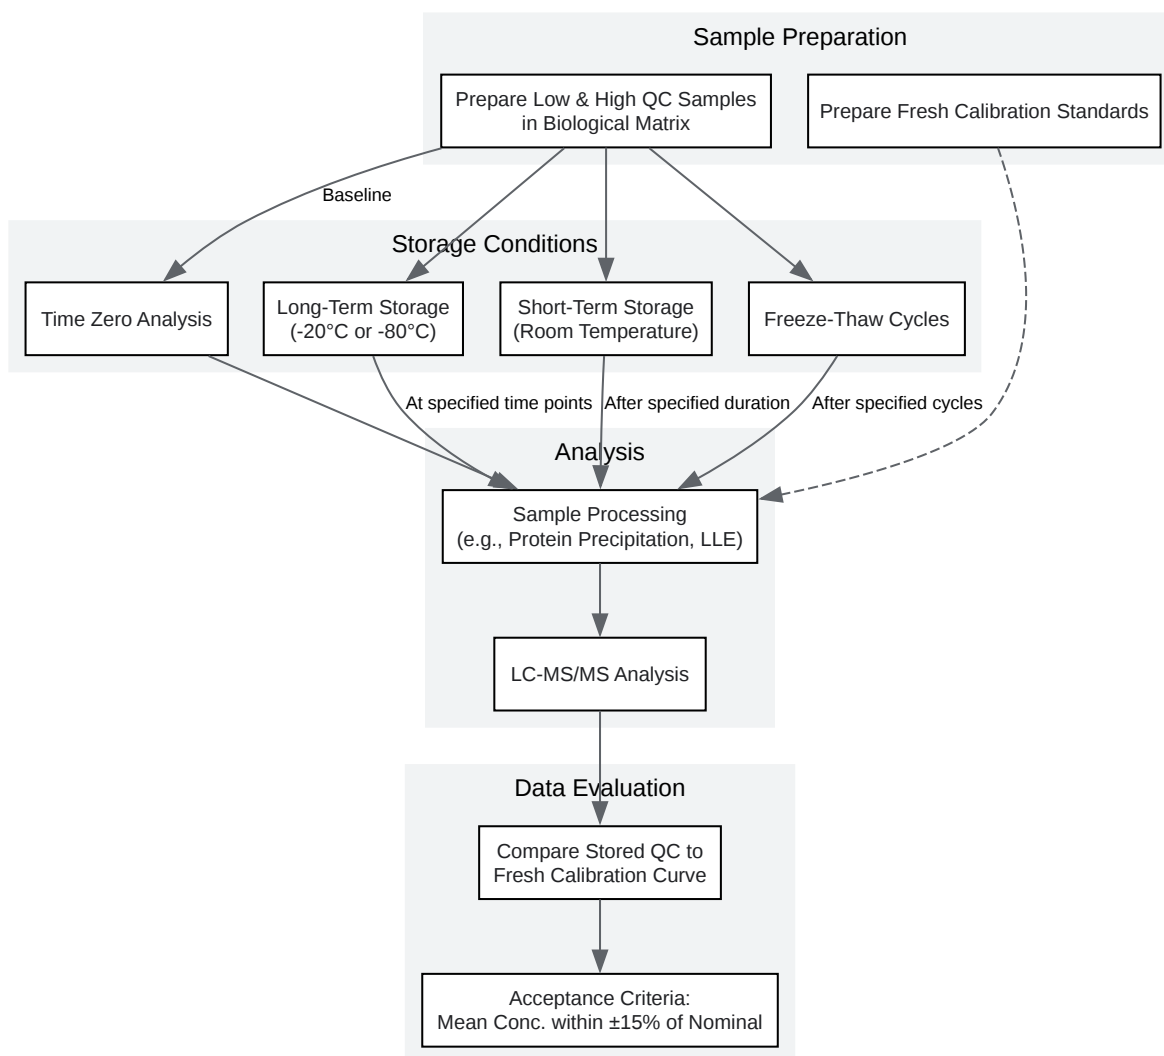 Sample Preparation
Prepare Low & High QC Samples
in Biological Matrix
Prepare Fresh Calibration Standards
Baseline
Storage Conditions
Time Zero Analysis
Long-Term Storage
(-20°C or -80°C)
Short-Term Storage
(Room Temperature)
Freeze-Thaw Cycles
At specified time points
After specified duration
After specified cycles
Analysis
Sample Processing
(e.g., Protein Precipitation, LLE)
LC-MS/MS Analysis
Data Evaluation
Compare Stored QC to
Fresh Calibration Curve
Acceptance Criteria:
Mean Conc. within ±15% of Nominal